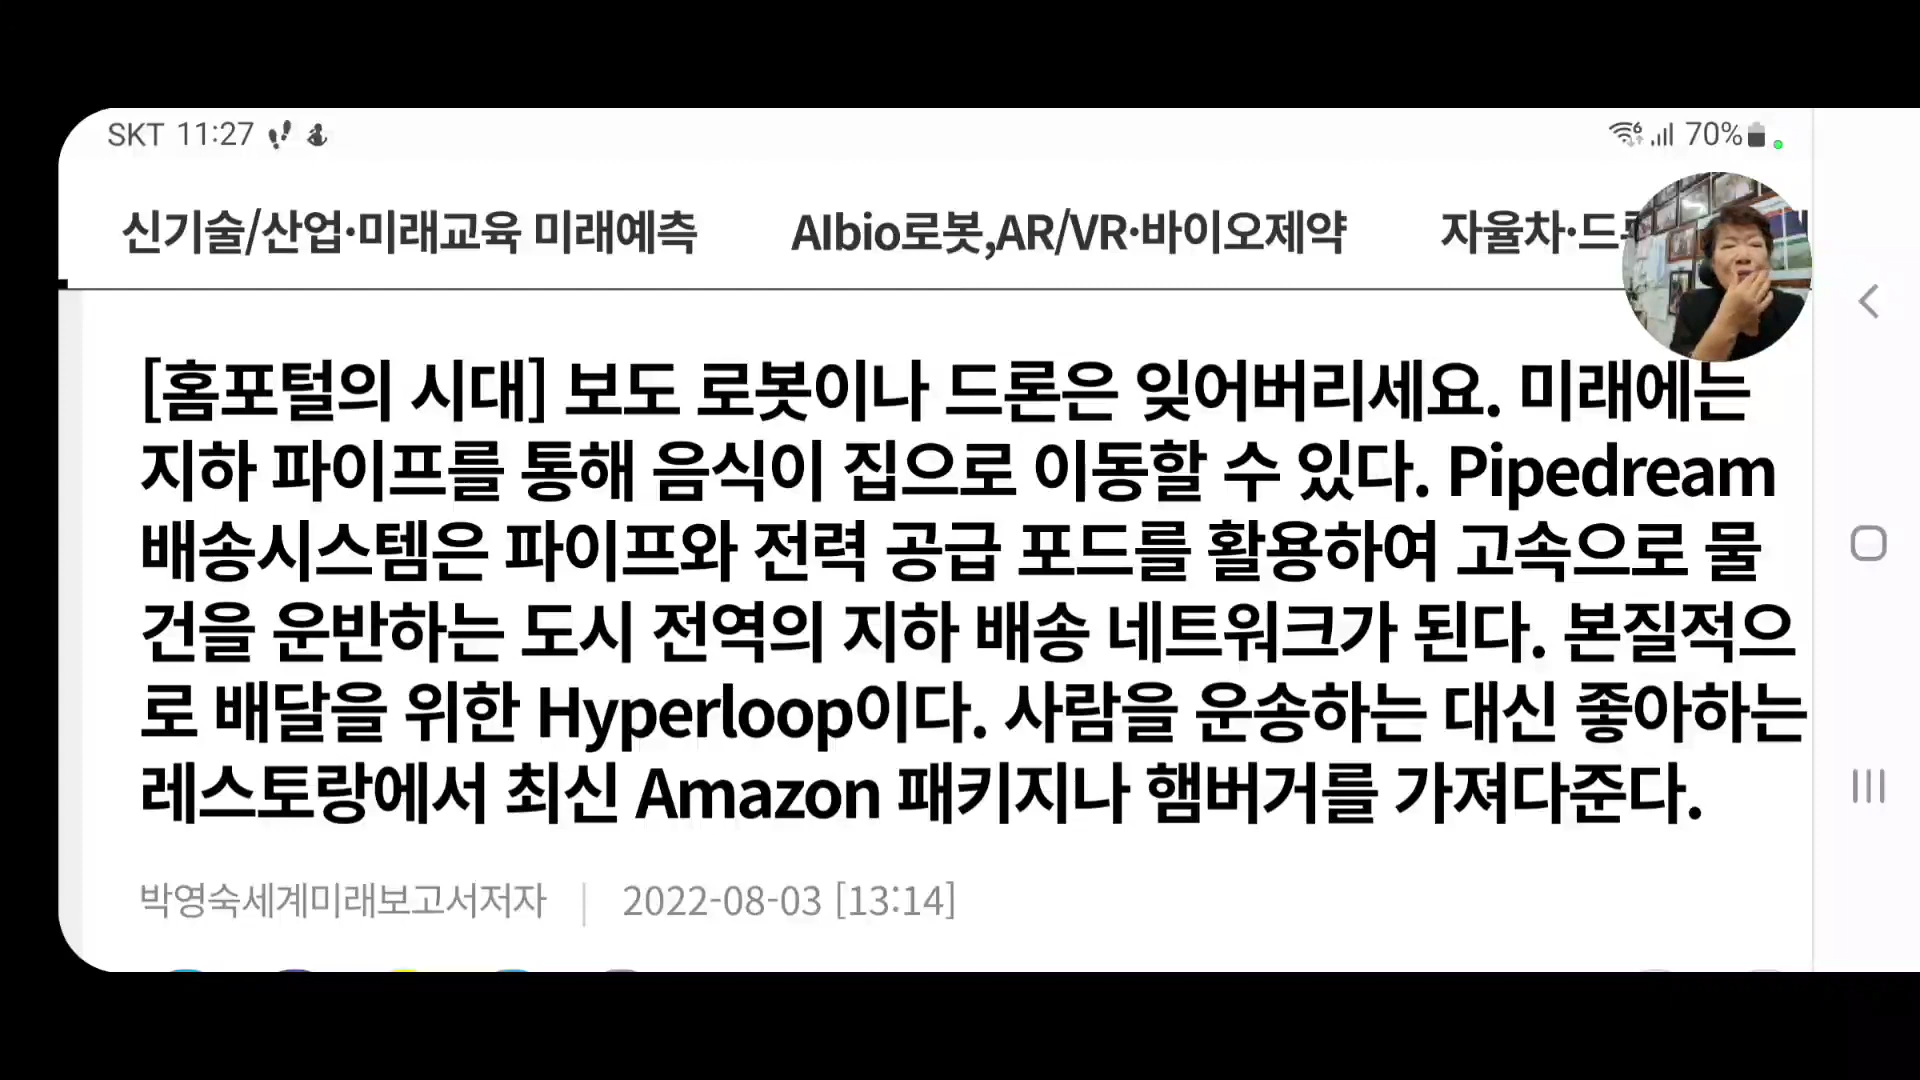 SKT 11:27
70%
신기술/산업·미래교육 미래예측
AIbio로봇,AR/VR·바이오제약
자율차·드
[홈포털의 시대] 보도 로봇이나 드론은 잊어버리세요. 미래에는
지하 파이프를 통해 음식이 집으로 이동할 수 있다. Pipedream
배송시스템은 파이프와 전력 공급 포드를 활용하여 고속으로 물
건을 운반하는 도시 전역의 지하 배송 네트워크가 된다. 본질적으
로 배달을 위한 Hyperloop이다. 사람을 운송하는 대신 좋아하는
레스토랑에서 최신 Amazon 패키지나 햄버거를 가져다준다.
박영숙세계미래보고서저자 | 2022-08-03 [13:14]